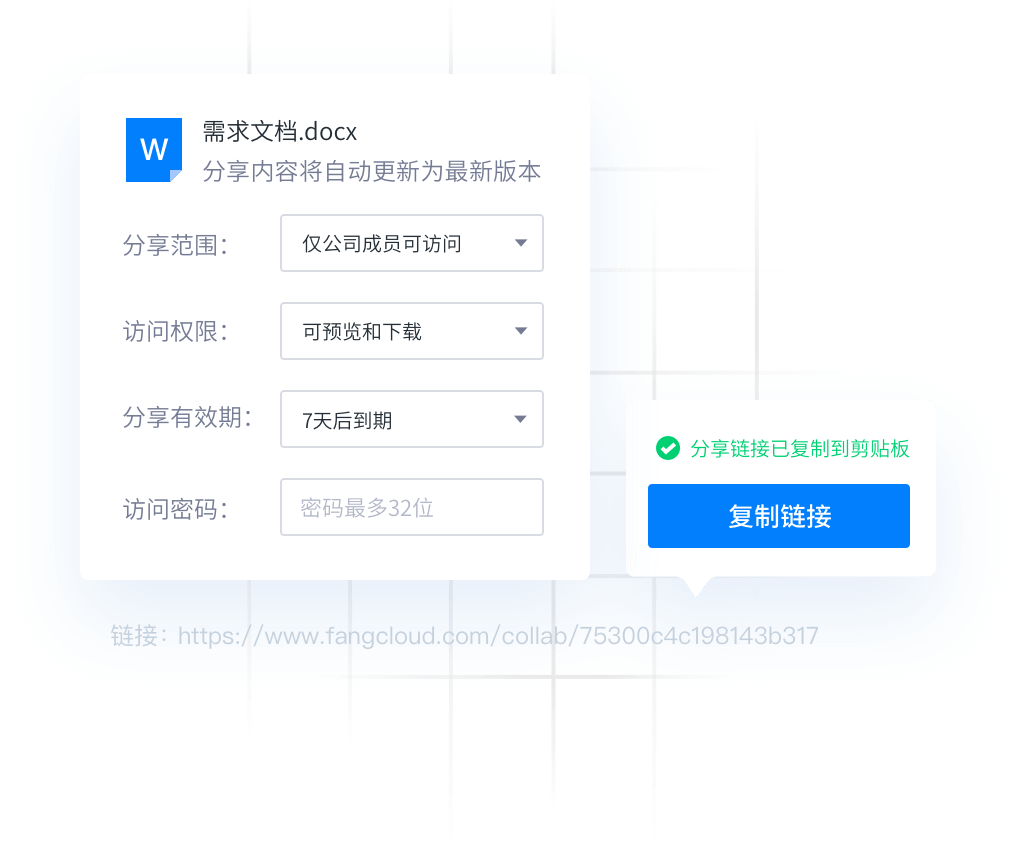 W
需求文档.docx
分享内容将自动更新为最新版本
分享范围：
仅公司成员可访问
访问权限：
可预览和下载
分享有效期：
7天后到期
访问密码：
密码最多32位
分享链接已复制到剪贴板
复制链接
链接：https://www.fangcloud.com/collab/75300c4c198143b317